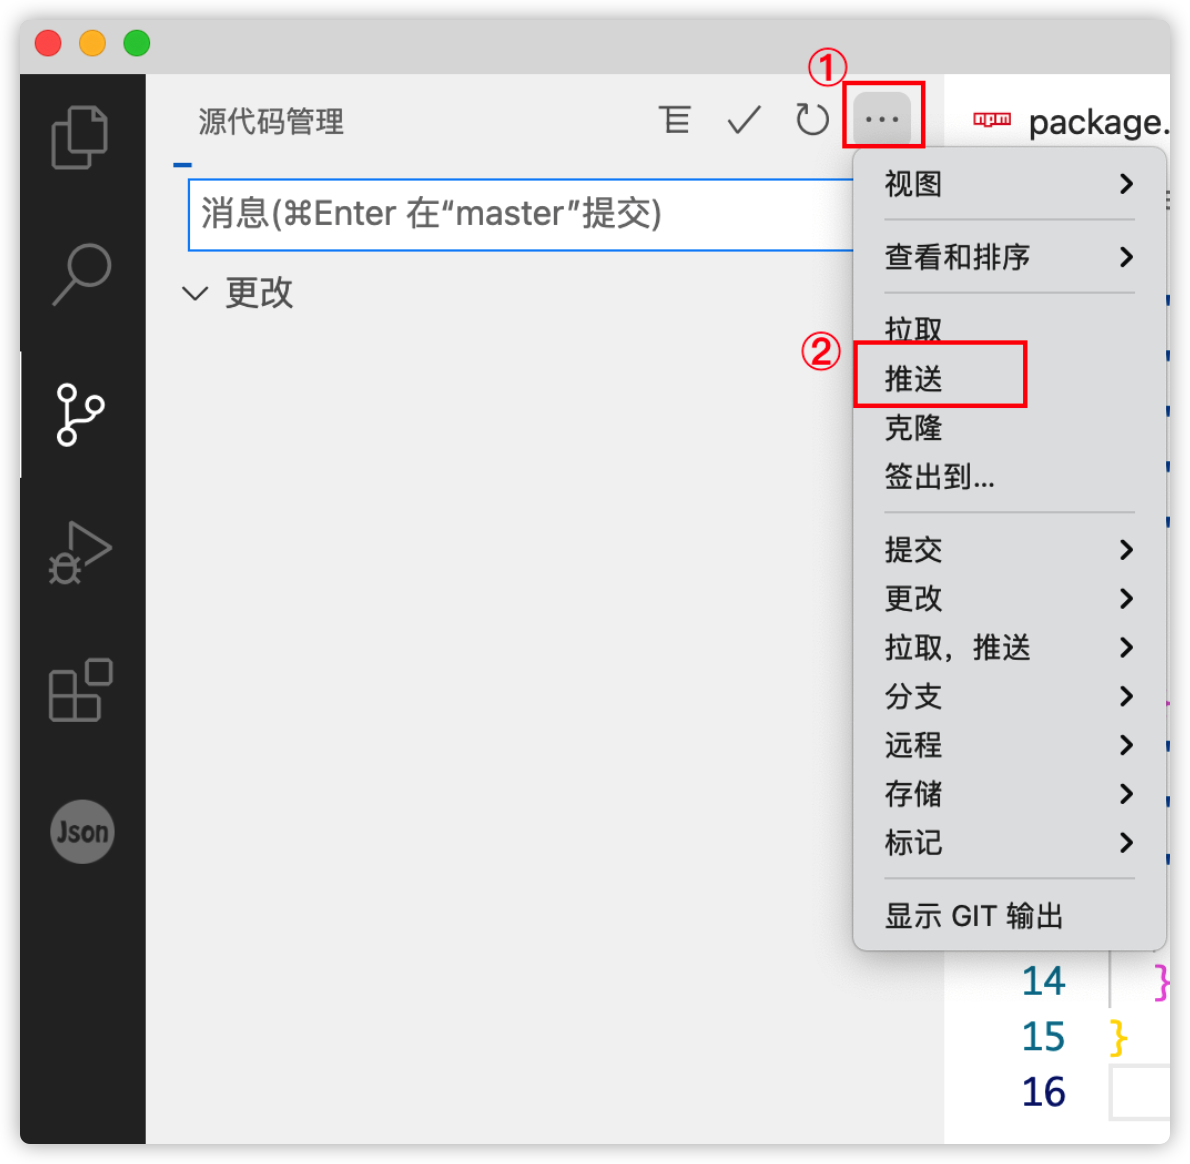 ①
源代码管理
npm package.
消息(⌘Enter 在“master”提交)
更改
视图
查看和排序
拉取
②
推送
克隆
签出到...
提交
更改
拉取，推送
分支
远程
存储
标记
显示 GIT 输出
Json
14 }
15 }
16